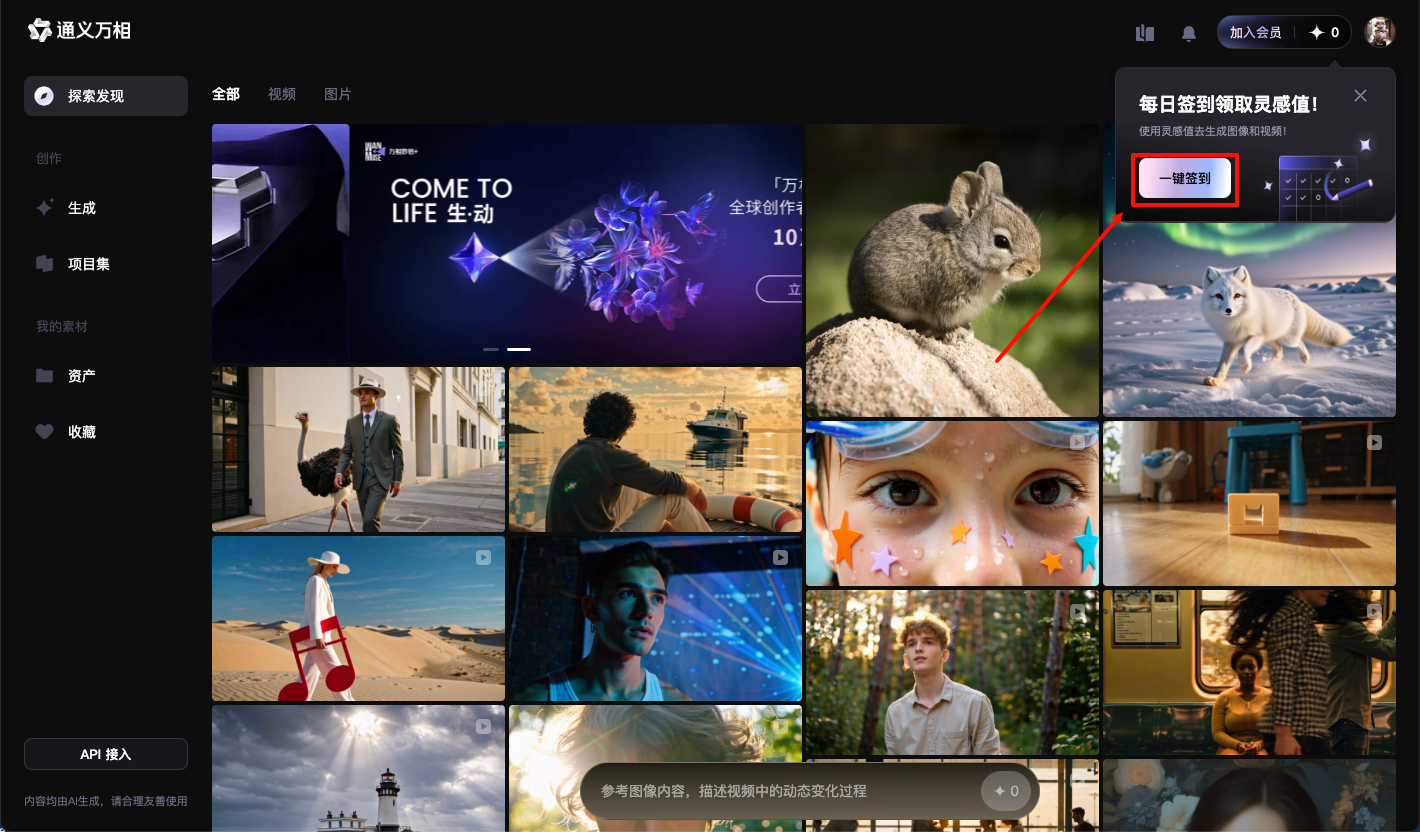 通义万相
加入会员
0
探索发现
创作
生成
项目集
我的素材
资产
收藏
API 接入
内容均由AI生成，请合理友善使用
全部
视频
图片
每日签到领取灵感值！
使用灵感值去生成图像和视频！
一键签到
WAN
MUSE
万相妙思+
COME TO
LIFE 生·动
「万
全球创作者
10
立
参考图像内容，描述视频中的动态变化过程
0